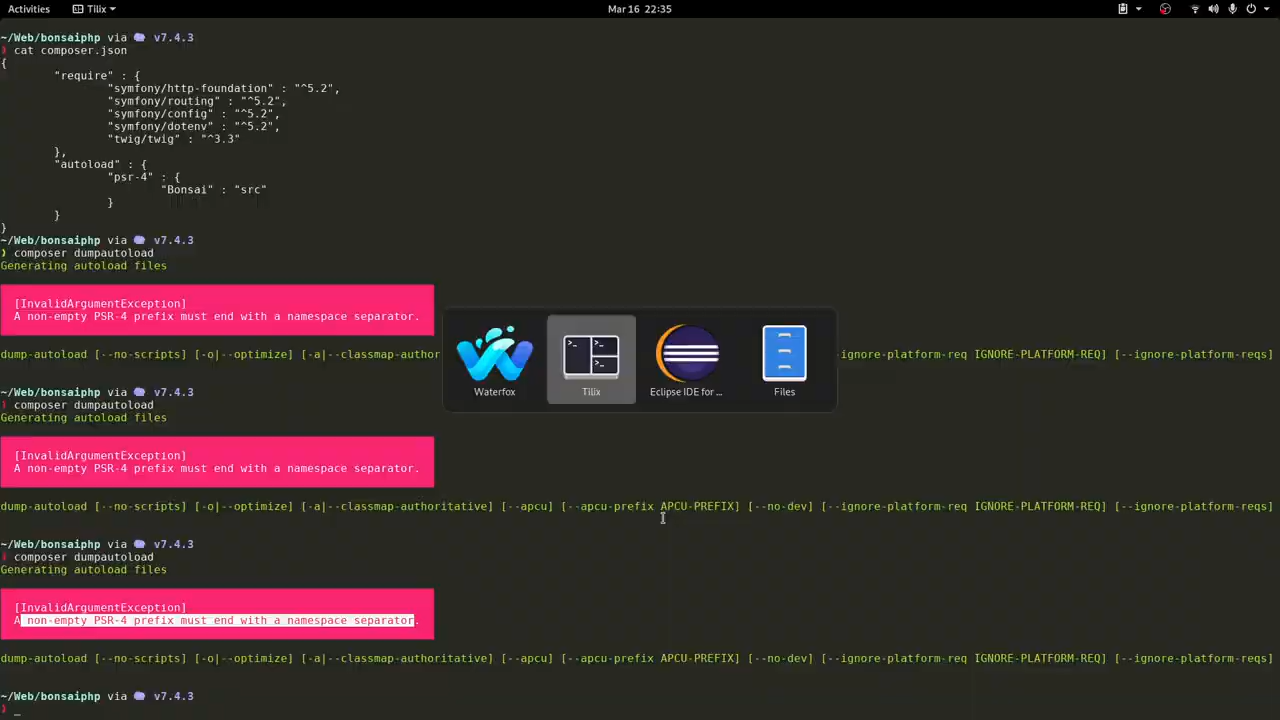 Activities
Tilix
Mar 16 22:35
~/Web/bonsaiphp via v7.4.3
❯ cat composer.json
{
"require" : {
"symfony/http-foundation" : "^5.2",
"symfony/routing" : "^5.2",
"symfony/config" : "^5.2",
"symfony/dotenv" : "^5.2",
"twig/twig" : "^3.3"
},
"autoload" : {
"psr-4" : {
"Bonsai" : "src"
}
}
}
~/Web/bonsaiphp via v7.4.3
❯ composer dumpautoload
Generating autoload files
[InvalidArgumentException]
A non-empty PSR-4 prefix must end with a namespace separator.
dump-autoload [--no-scripts] [-o|--optimize] [-a|--classmap-author
ignore-platform-req IGNORE-PLATFORM-REQ] [--ignore-platform-reqs]
Waterfox
Tilix
Eclipse IDE for ...
Files
~/Web/bonsaiphp via v7.4.3
❯ composer dumpautoload
Generating autoload files
[InvalidArgumentException]
A non-empty PSR-4 prefix must end with a namespace separator.
dump-autoload [--no-scripts] [-o|--optimize] [-a|--classmap-authoritative] [--apcu] [--apcu-prefix APCU-PREFIX] [--no-dev] [--ignore-platform-req IGNORE-PLATFORM-REQ] [--ignore-platform-reqs]
~/Web/bonsaiphp via v7.4.3
❯ composer dumpautoload
Generating autoload files
[InvalidArgumentException]
A non-empty PSR-4 prefix must end with a namespace separator.
dump-autoload [--no-scripts] [-o|--optimize] [-a|--classmap-authoritative] [--apcu] [--apcu-prefix APCU-PREFIX] [--no-dev] [--ignore-platform-req IGNORE-PLATFORM-REQ] [--ignore-platform-reqs]
~/Web/bonsaiphp via v7.4.3
❯ _